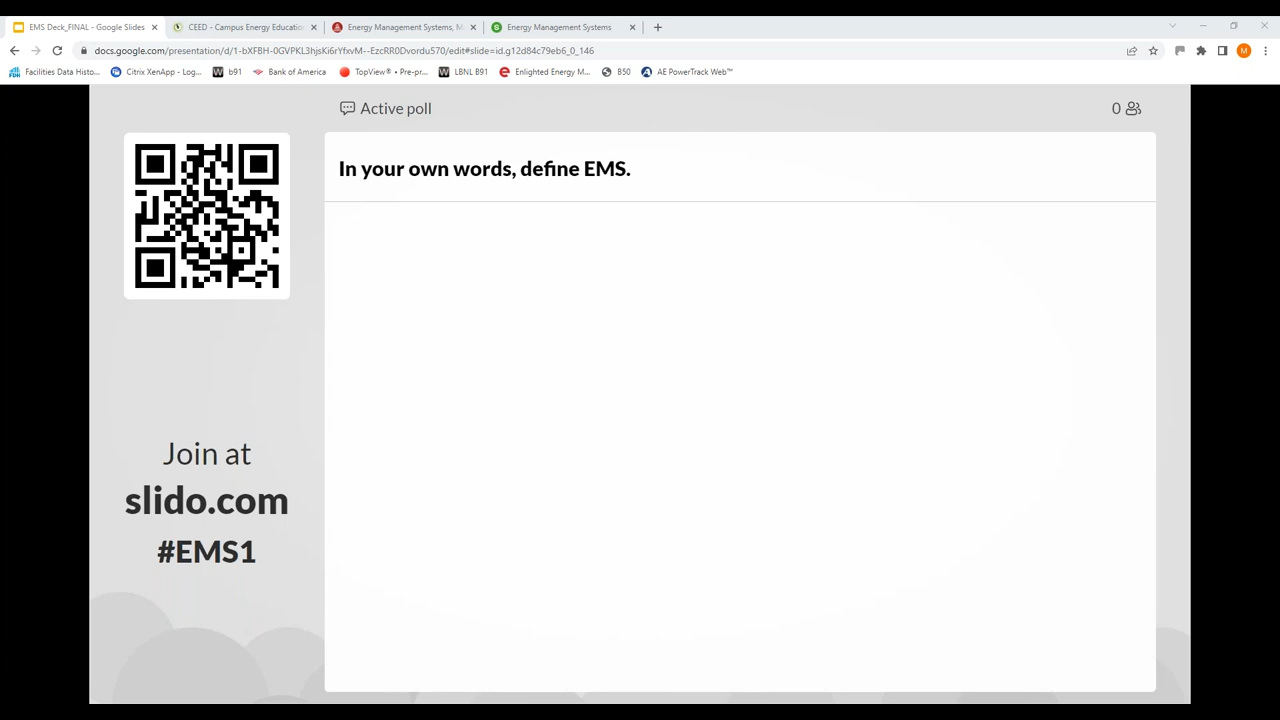 EMS Deck_FINAL - Google Slides
CEED - Campus Energy Education
Energy Management Systems, M
Energy Management Systems
docs.google.com/presentation/d/1-bXFBH-0GVPKL3hjsKi6rYfxvM--EzcRR0Dvordu570/edit#slide=id.g12d84c79eb6_0_146
M
Facilities Data Histo...
Citrix XenApp - Log...
b91
Bank of America
TopView® • Pre-pr...
LBNL B91
Enlighted Energy M...
B50
AE PowerTrack Web™
Active poll
0
In your own words, define EMS.
Join at
slido.com
#EMS1